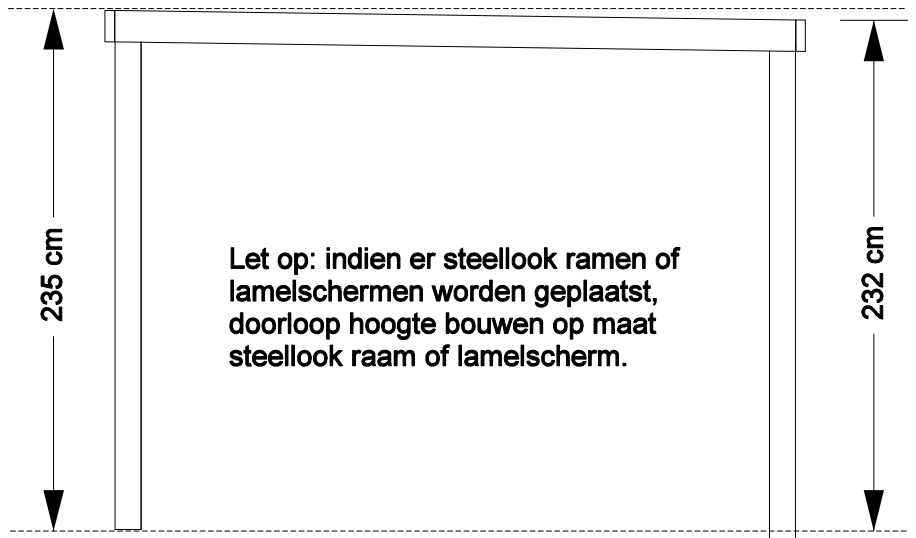 235 cm
Let op: indien er steellook ramen of
lamelschermen worden geplaatst,
doorloop hoogte bouwen op maat
steellook raam of lamelscherm.
232 cm